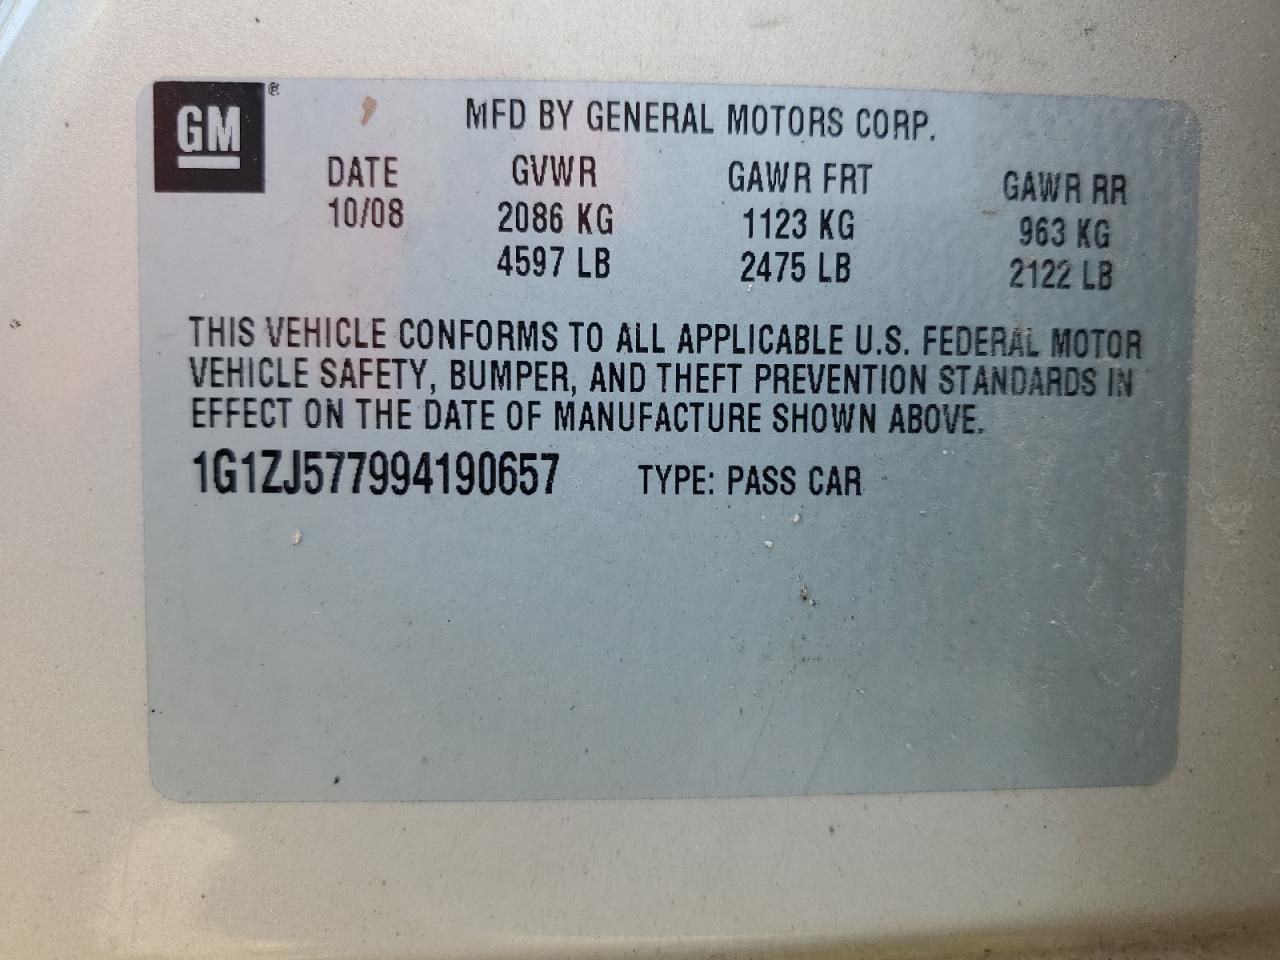 GM ®
MFD BY GENERAL MOTORS CORP.
DATE GVWR GAWR FRT GAWR RR
10/08 2086 KG 1123 KG 963 KG
4597 LB 2475 LB 2122 LB
THIS VEHICLE CONFORMS TO ALL APPLICABLE U.S. FEDERAL MOTOR
VEHICLE SAFETY, BUMPER, AND THEFT PREVENTION STANDARDS IN
EFFECT ON THE DATE OF MANUFACTURE SHOWN ABOVE.
1G1ZJ577994190657 TYPE: PASS CAR